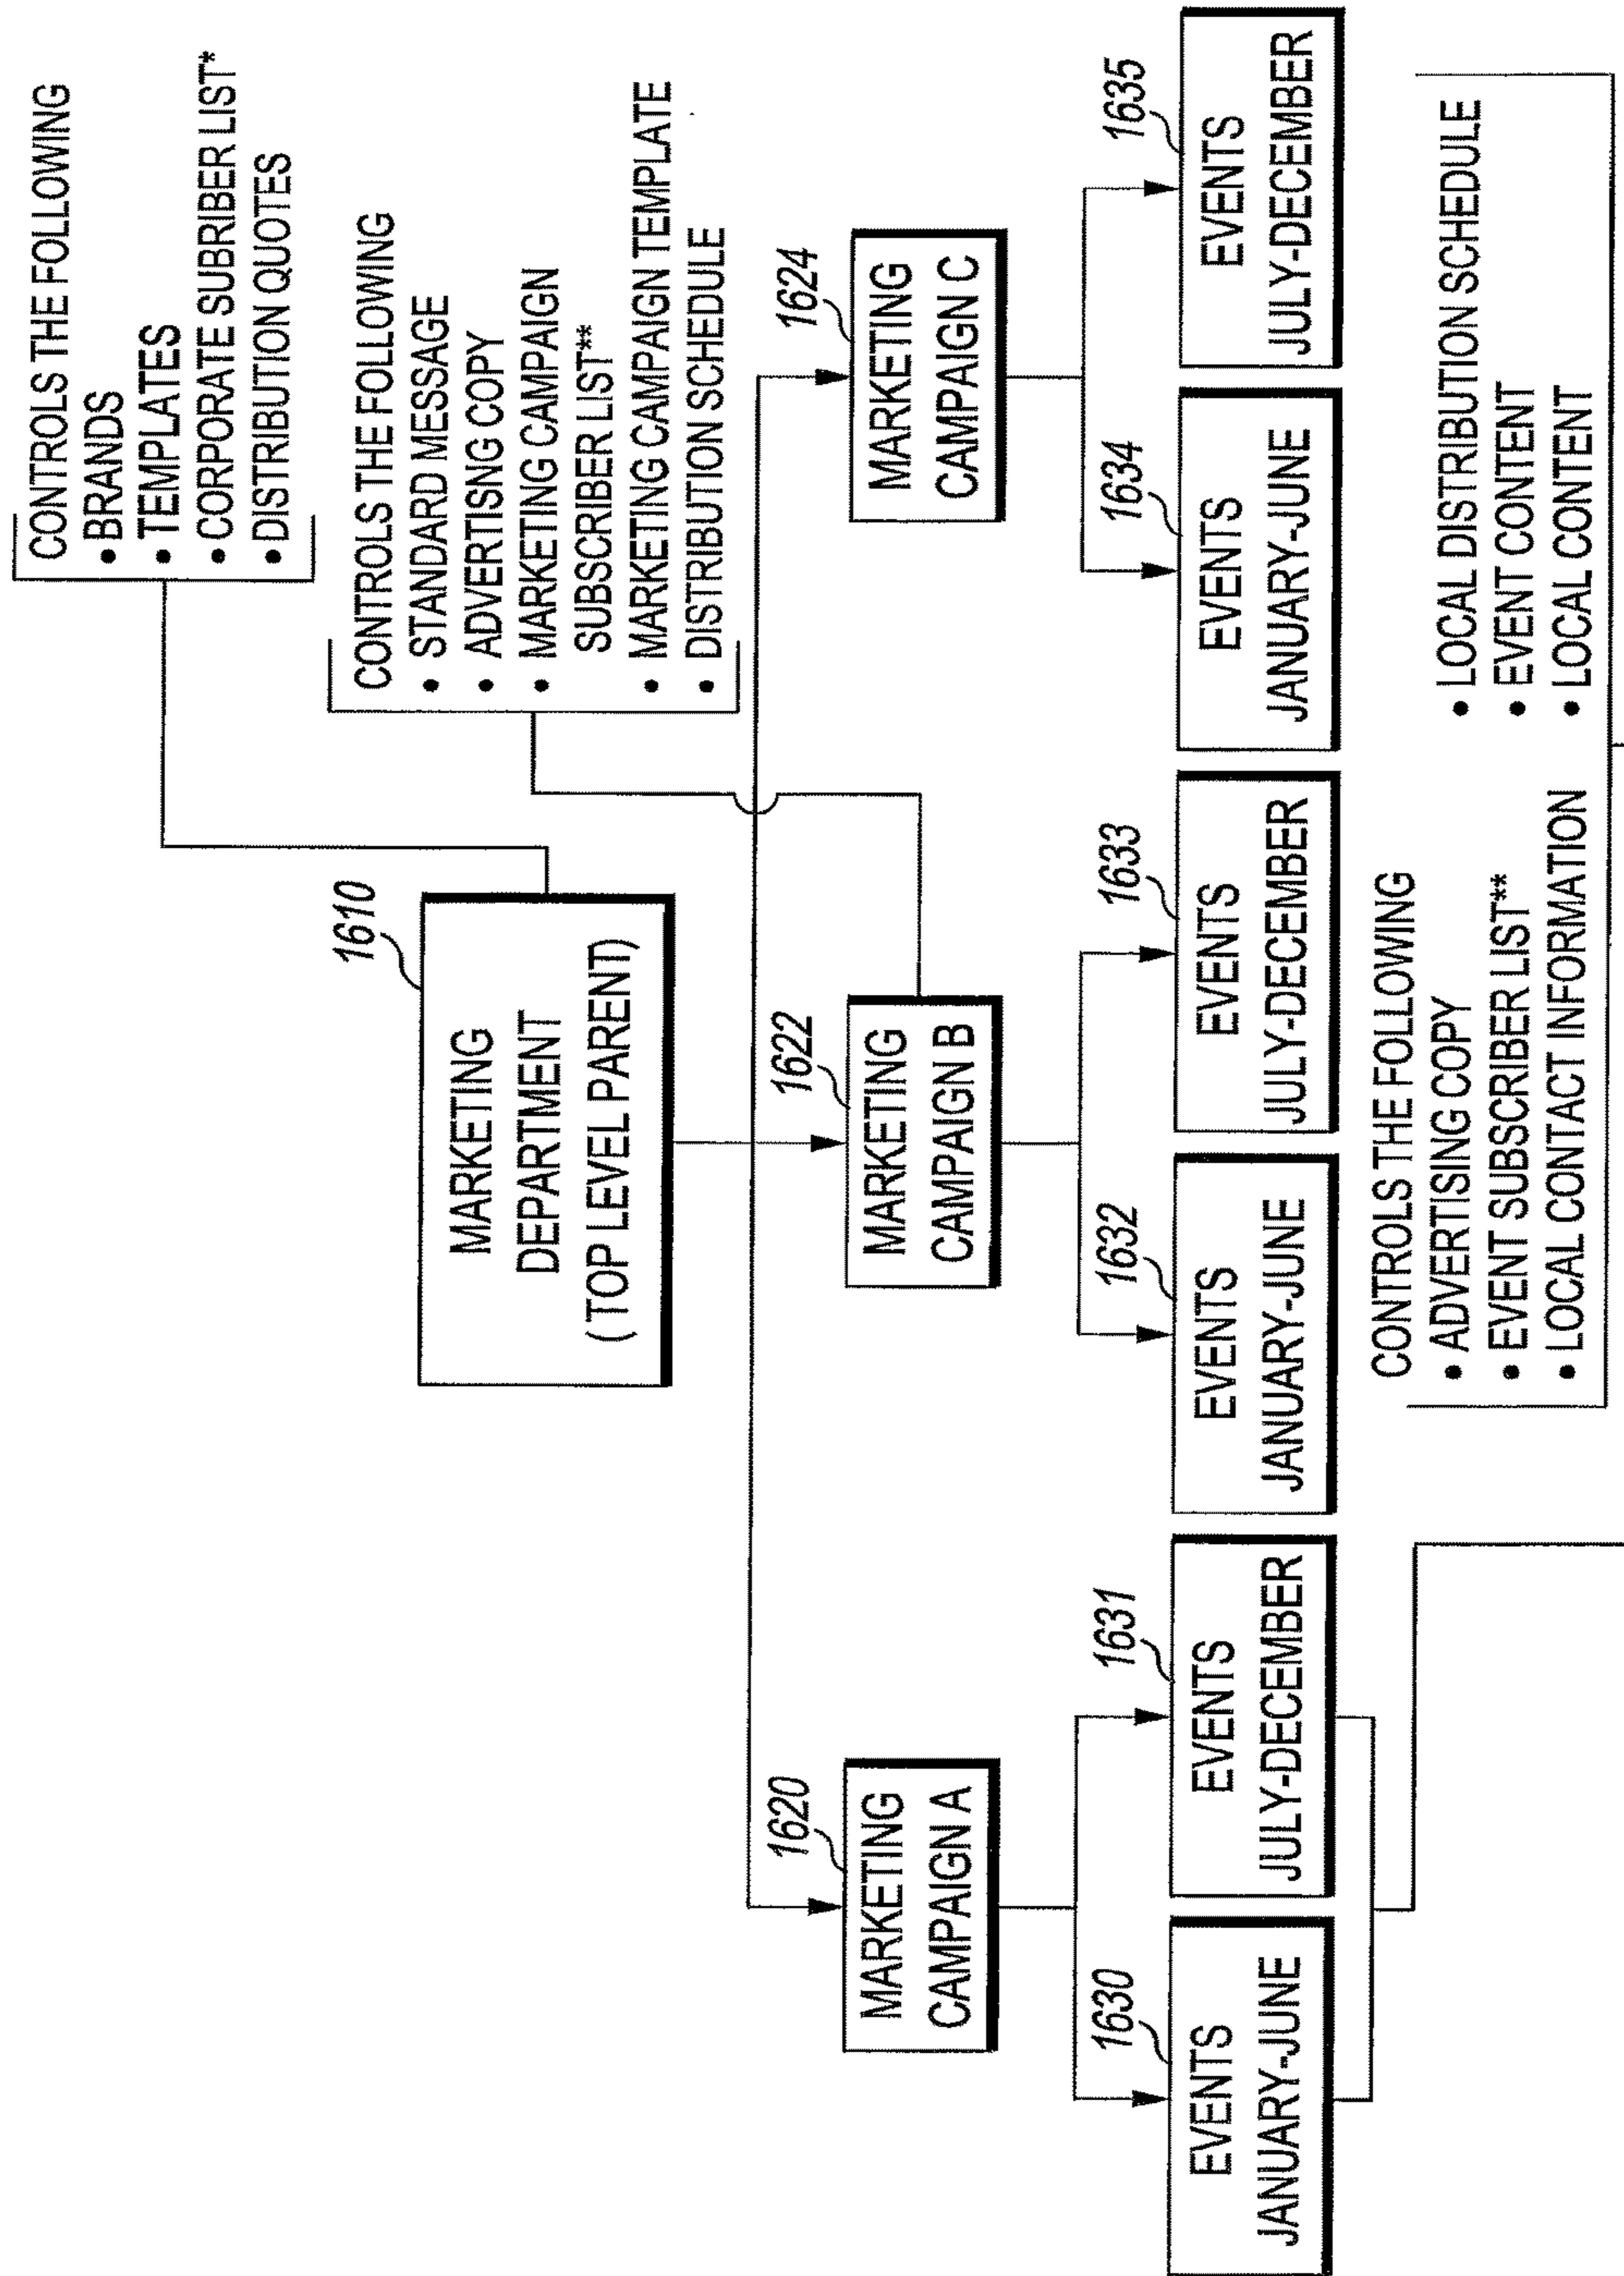 CONTROLS THE FOLLOWING
• BRANDS
• TEMPLATES
• CORPORATE SUBRIBER LIST*
• DISTRIBUTION QUOTES
1610
MARKETING
DEPARTMENT
( TOP LEVEL PARENT)
CONTROLS THE FOLLOWING
• STANDARD MESSAGE
• ADVERTISNG COPY
• MARKETING CAMPAIGN
SUBSCRIBER LIST**
• MARKETING CAMPAIGN TEMPLATE
• DISTRIBUTION SCHEDULE
1620
MARKETING
CAMPAIGN A
1622
MARKETING
CAMPAIGN B
1624
MARKETING
CAMPAIGN C
1630
EVENTS
JANUARY-JUNE
1631
EVENTS
JULY-DECEMBER
1632
EVENTS
JANUARY-JUNE
1633
EVENTS
JULY-DECEMBER
1634
EVENTS
JANUARY-JUNE
1635
EVENTS
JULY-DECEMBER
CONTROLS THE FOLLOWING
• ADVERTISING COPY
• EVENT SUBSCRIBER LIST**
• LOCAL CONTACT INFORMATION
• LOCAL DISTRIBUTION SCHEDULE
• EVENT CONTENT
• LOCAL CONTENT